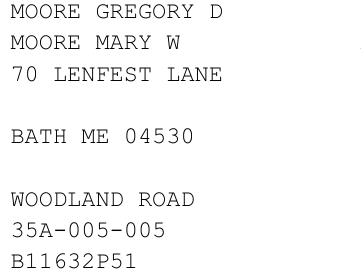 MOORE GREGORY D
MOORE MARY W
70 LENFEST LANE
BATH ME 04530
WOODLAND ROAD
35A-005-005
B11632P51